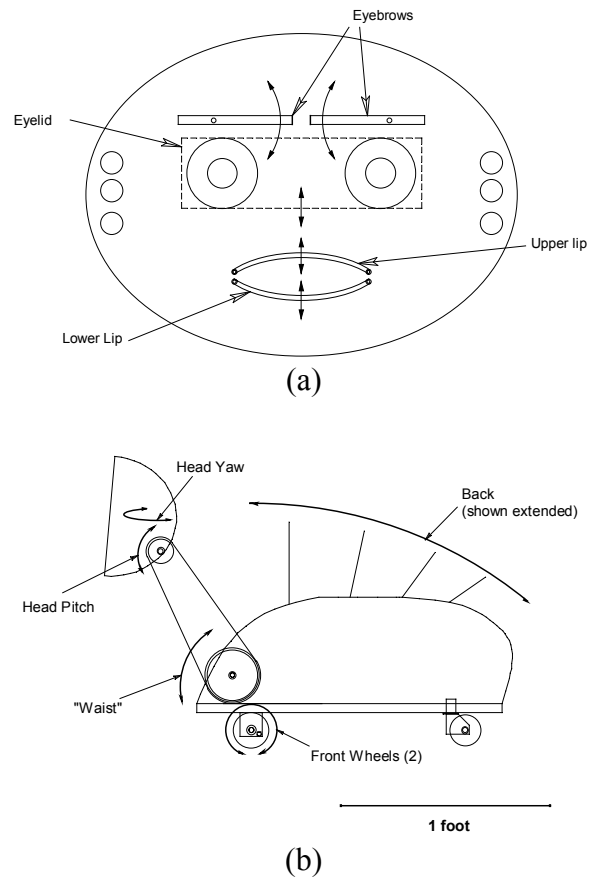 Eyebrows
Eyelid
Upper lip
Lower Lip
(a)
Head Yaw
Back
(shown extended)
Head Pitch
"Waist"
Front Wheels (2)
1 foot
(b)